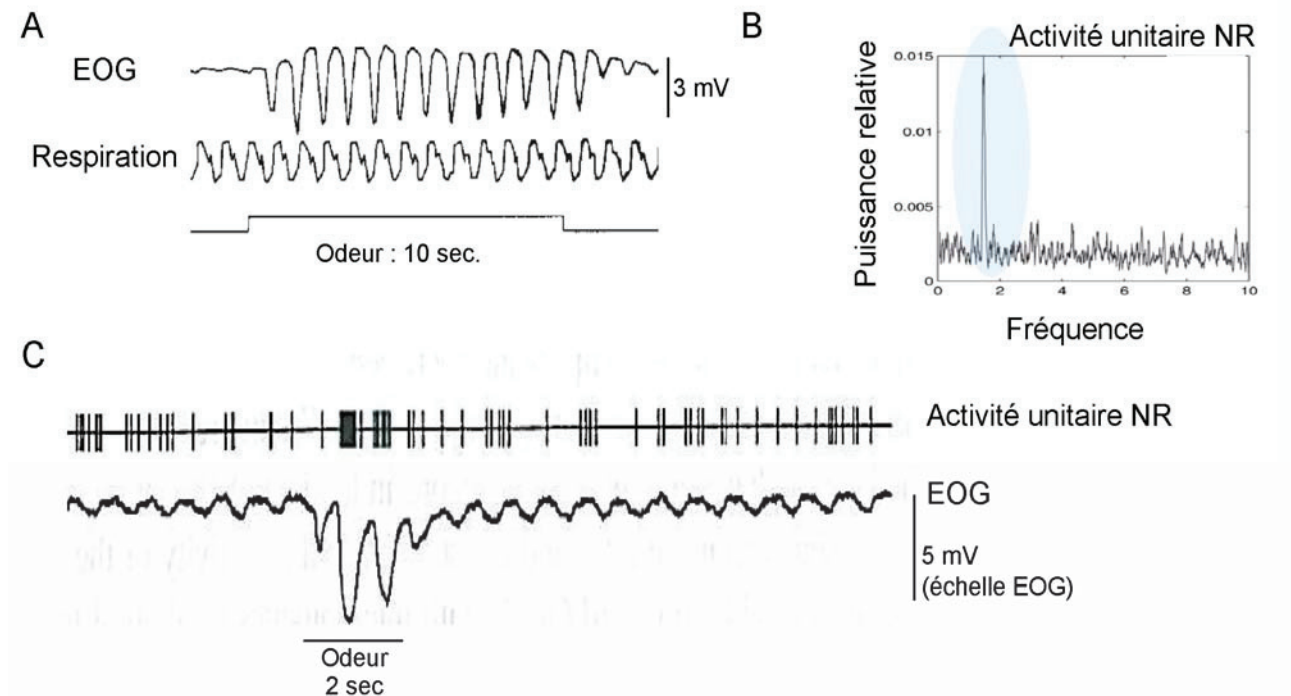 A
EOG
3 mV
Respiration
Odeur : 10 sec.
B
Activité unitaire NR
Puissance relative
0.015
0.01
0.005
0
0 2 4 6 8 10
Fréquence
C
Activité unitaire NR
EOG
5 mV
(échelle EOG)
Odeur
2 sec